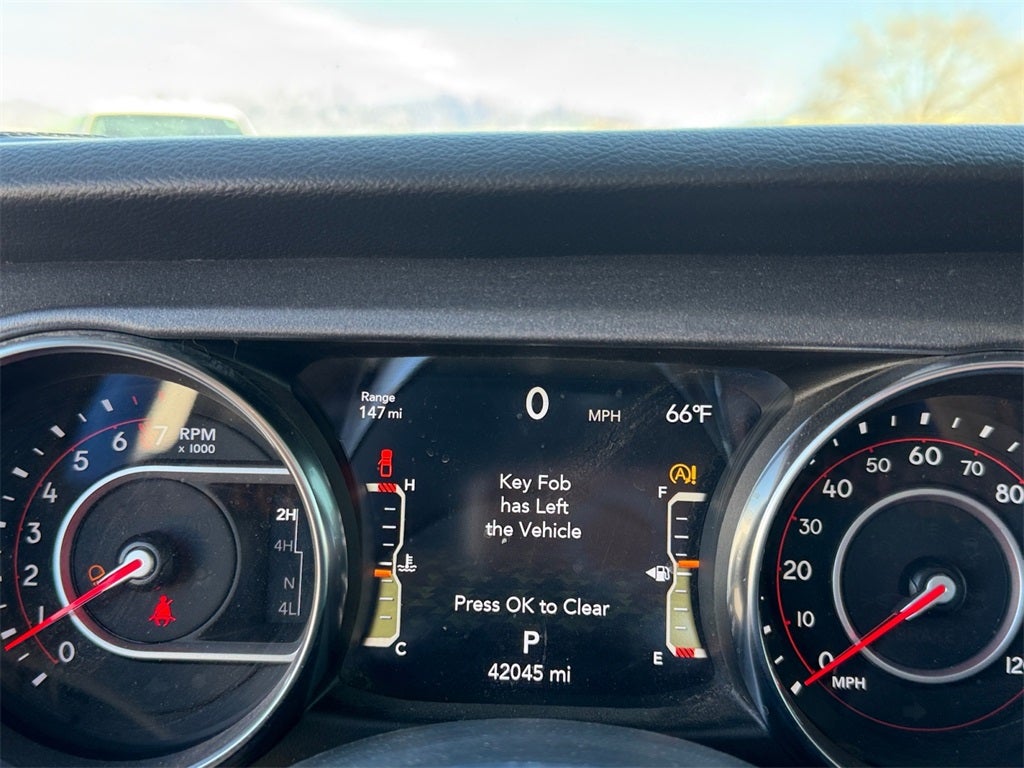 Range
147 mi
0 MPH
66°F
H
F
Key Fob
has Left
the Vehicle
Press OK to Clear
C
P
E
42045 mi
RPM
x 1000
7
6
5
4
3
2
1
0
2H
4H
N
4L
0
10
20
30
40
50
60
70
80
120
MPH
A!